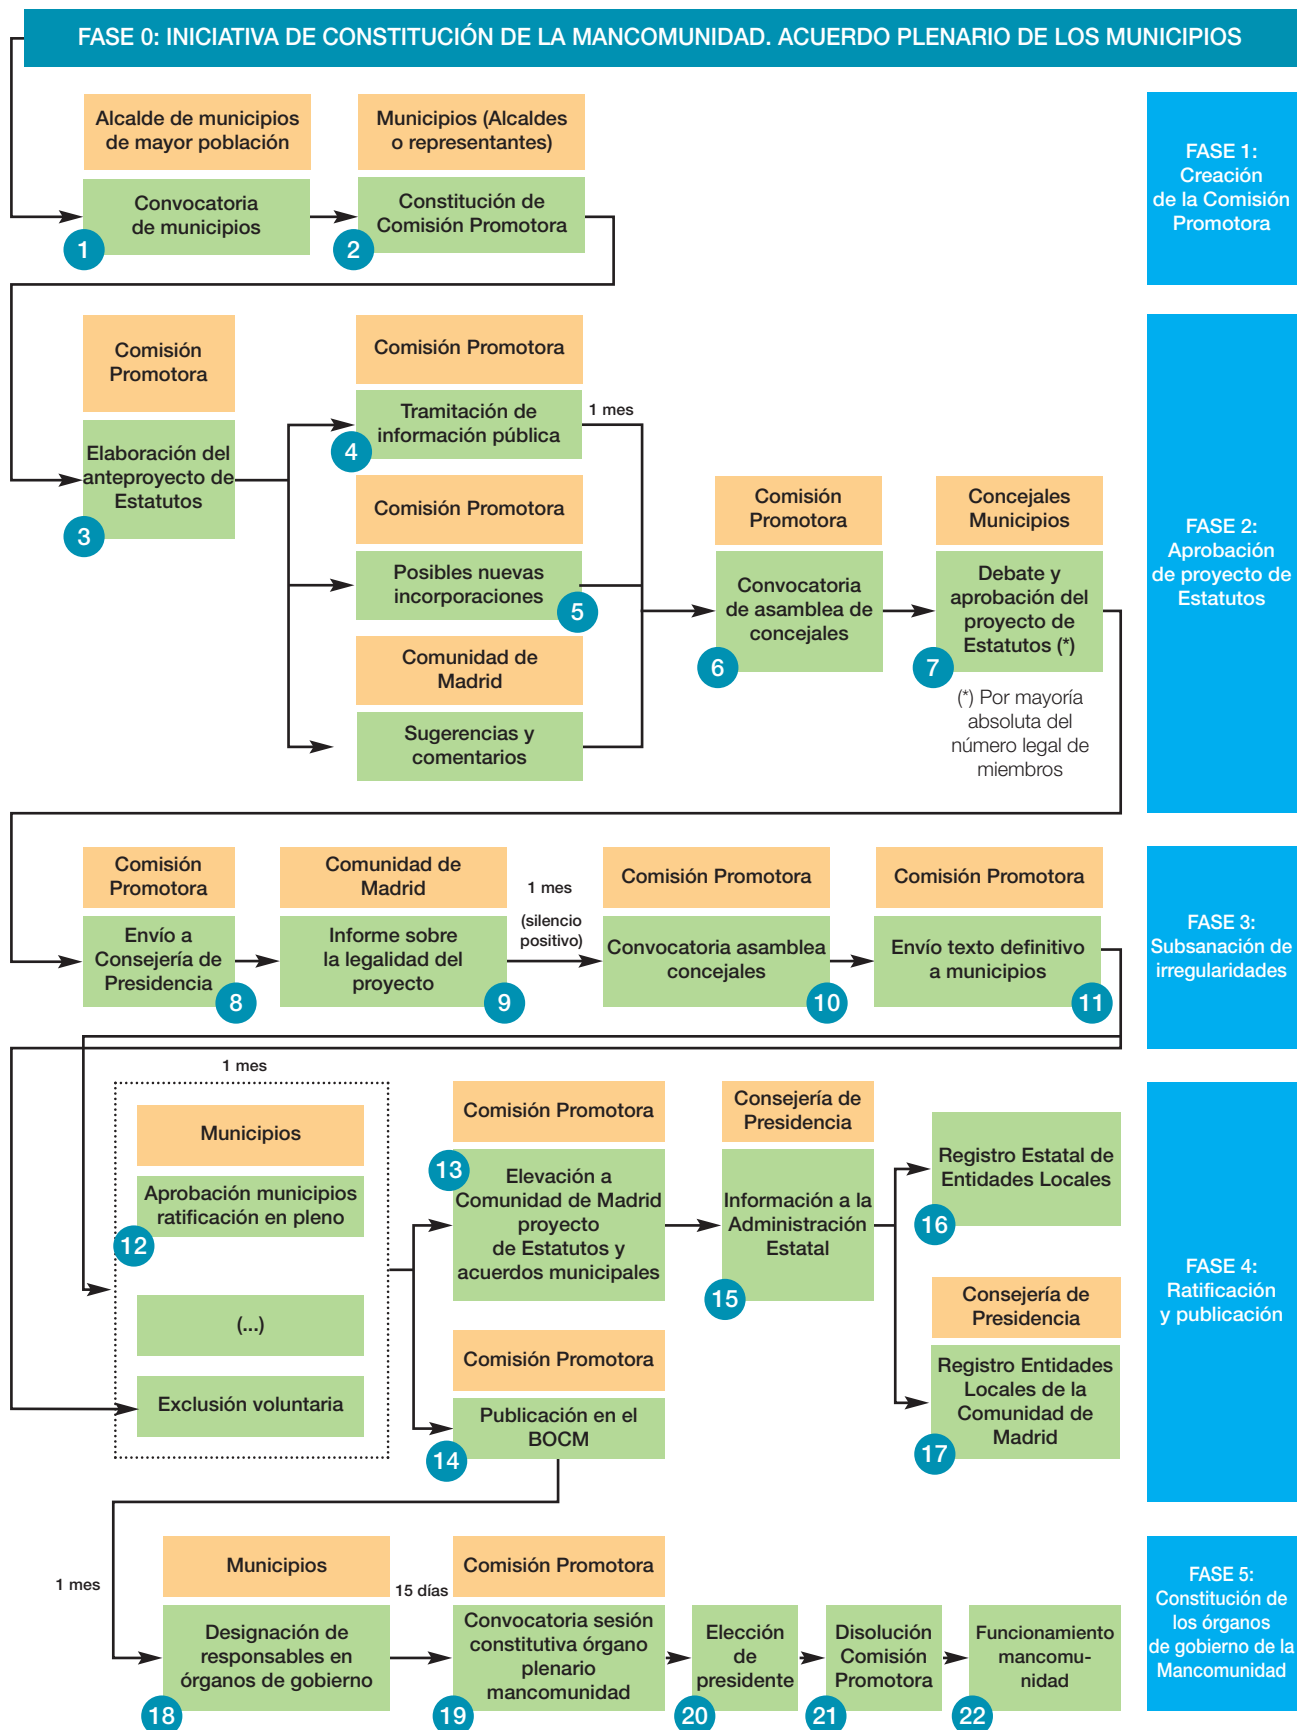 FASE 0: INICIATIVA DE CONSTITUCIÓN DE LA MANCOMUNIDAD. ACUERDO PLENARIO DE LOS MUNICIPIOS
Alcalde de municipios
de mayor población
Convocatoria
de municipios
1
Municipios (Alcaldes
o representantes)
Constitución de
Comisión Promotora
2
FASE 1:
Creación
de la Comisión
Promotora
Comisión
Promotora
Elaboración del
anteproyecto de
Estatutos
3
Comisión Promotora
Tramitación de
información pública
4
1 mes
Comisión Promotora
Posibles nuevas
incorporaciones
5
Comunidad de
Madrid
Sugerencias y
comentarios
Comisión
Promotora
Convocatoria
de asamblea de
concejales
6
Concejales
Municipios
Debate y
aprobación del
proyecto de
Estatutos (*)
7
(*) Por mayoría
absoluta del
número legal de
miembros
FASE 2:
Aprobación
de proyecto de
Estatutos
Comisión
Promotora
Envío a
Consejería de
Presidencia
8
Comunidad de
Madrid
Informe sobre
la legalidad del
proyecto
9
1 mes
(silencio
positivo)
Comisión Promotora
Convocatoria asamblea
concejales
10
Comisión Promotora
Envío texto definitivo
a municipios
11
FASE 3:
Subsanación de
irregularidades
1 mes
Municipios
Aprobación municipios
ratificación en pleno
12
(...)
Exclusión voluntaria
Comisión Promotora
13
Elevación a
Comunidad de Madrid
proyecto
de Estatutos y
acuerdos municipales
Comisión Promotora
Publicación en el
BOCM
14
Consejería de
Presidencia
Información a la
Administración
Estatal
15
Registro Estatal de
Entidades Locales
16
Consejería de
Presidencia
Registro Entidades
Locales de la
Comunidad de
Madrid
17
FASE 4:
Ratificación
y publicación
1 mes
Municipios
Designación de
responsables en
órganos de gobierno
18
15 días
Comisión Promotora
Convocatoria sesión
constitutiva órgano
plenario
mancomunidad
19
Elección
de
presidente
20
Disolución
Comisión
Promotora
21
Funcionamiento
mancomu-
nidad
22
FASE 5:
Constitución de
los órganos
de gobierno de la
Mancomunidad